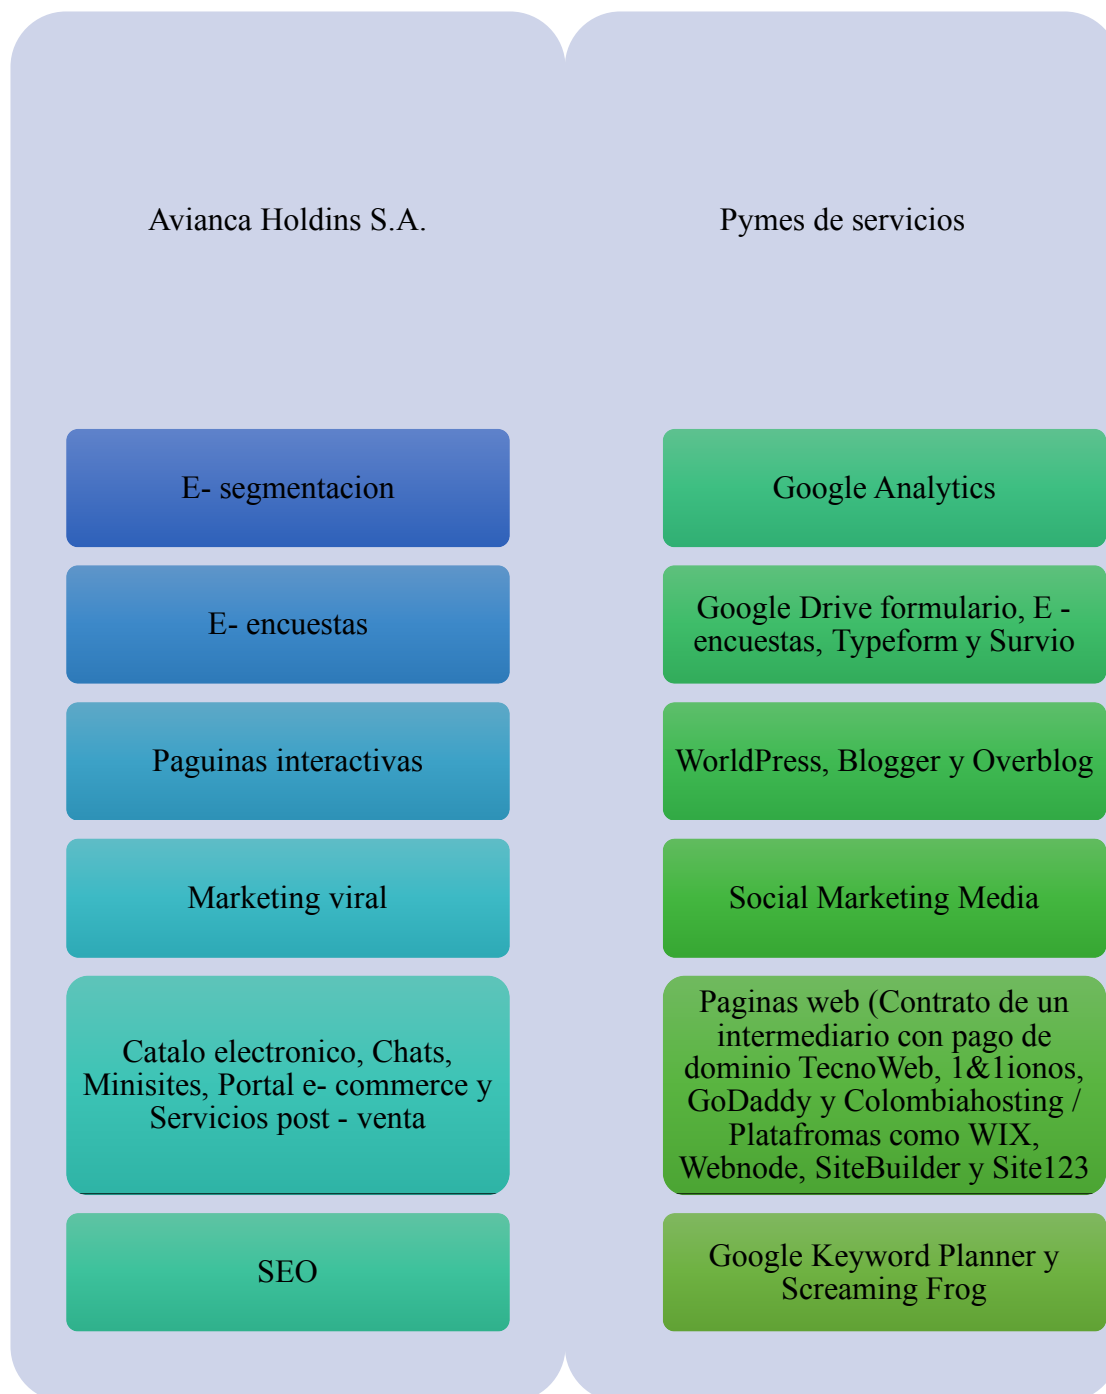 Avianca Holdins S.A.
E- segmentacion
E- encuestas
Paguinas interactivas
Marketing viral
Catalo electronico, Chats,
Minisites, Portal e- commerce y
Servicios post - venta
SEO
Pymes de servicios
Google Analytics
Google Drive formulario, E -
encuestas, Typeform y Survio
WorldPress, Blogger y Overblog
Social Marketing Media
Paginas web (Contrato de un
intermediario con pago de
dominio TecnoWeb, 1&1ionos,
GoDaddy y Colombiahosting /
Platafromas como WIX,
Webnode, SiteBuilder y Site123
Google Keyword Planner y
Screaming Frog